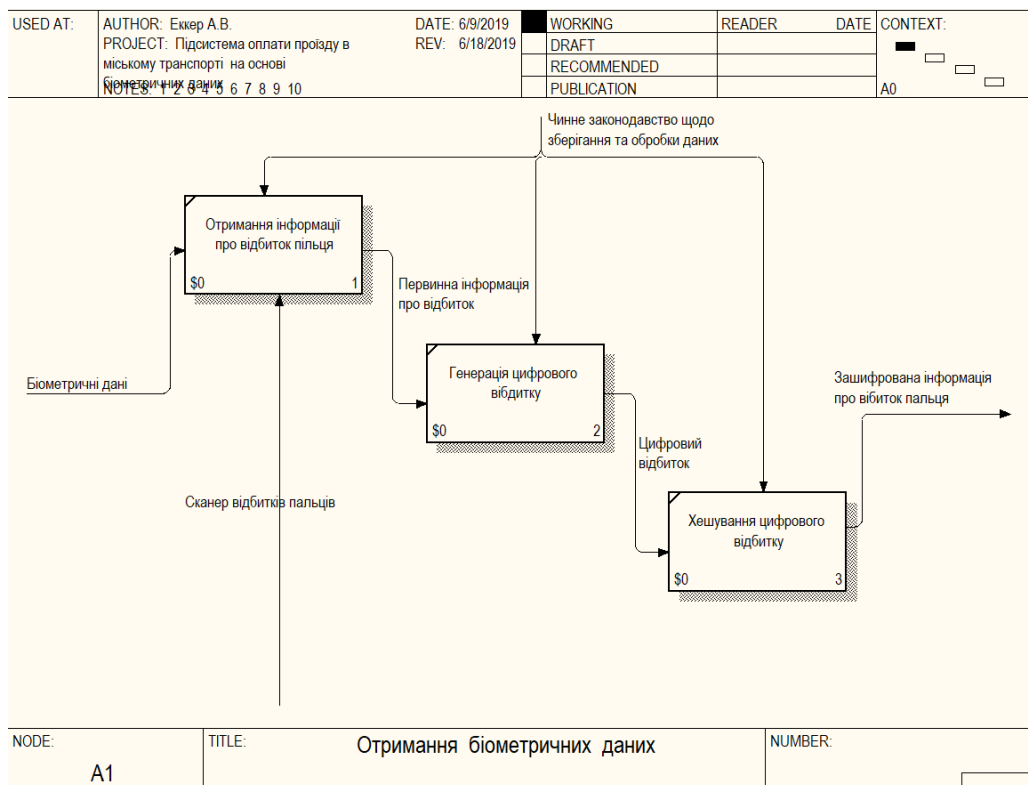 USED AT:
AUTHOR: Еккер А.В.
DATE: 6/9/2019
PROJECT: Підсистема оплати проїзду в
міському транспорті на основі
біометричних даних
REV: 6/18/2019
NOTES: 1 2 3 4 5 6 7 8 9 10
WORKING
DRAFT
RECOMMENDED
PUBLICATION
READER DATE
CONTEXT:
A0
Чинне законодавство щодо
зберігання та обробки даних
Отримання інформації
про відбиток пільця
$0 1
Первинна інформація
про відбиток
Біометричні дані
Генерація цифрового
вібдитку
$0 2
Зашифрована інформація
про вібиток пальця
Цифровий
відбиток
Сканер відбитків пальців
Хешування цифрового
відбитку
$0 3
NODE:
A1
TITLE:
Отримання біометричних даних
NUMBER: